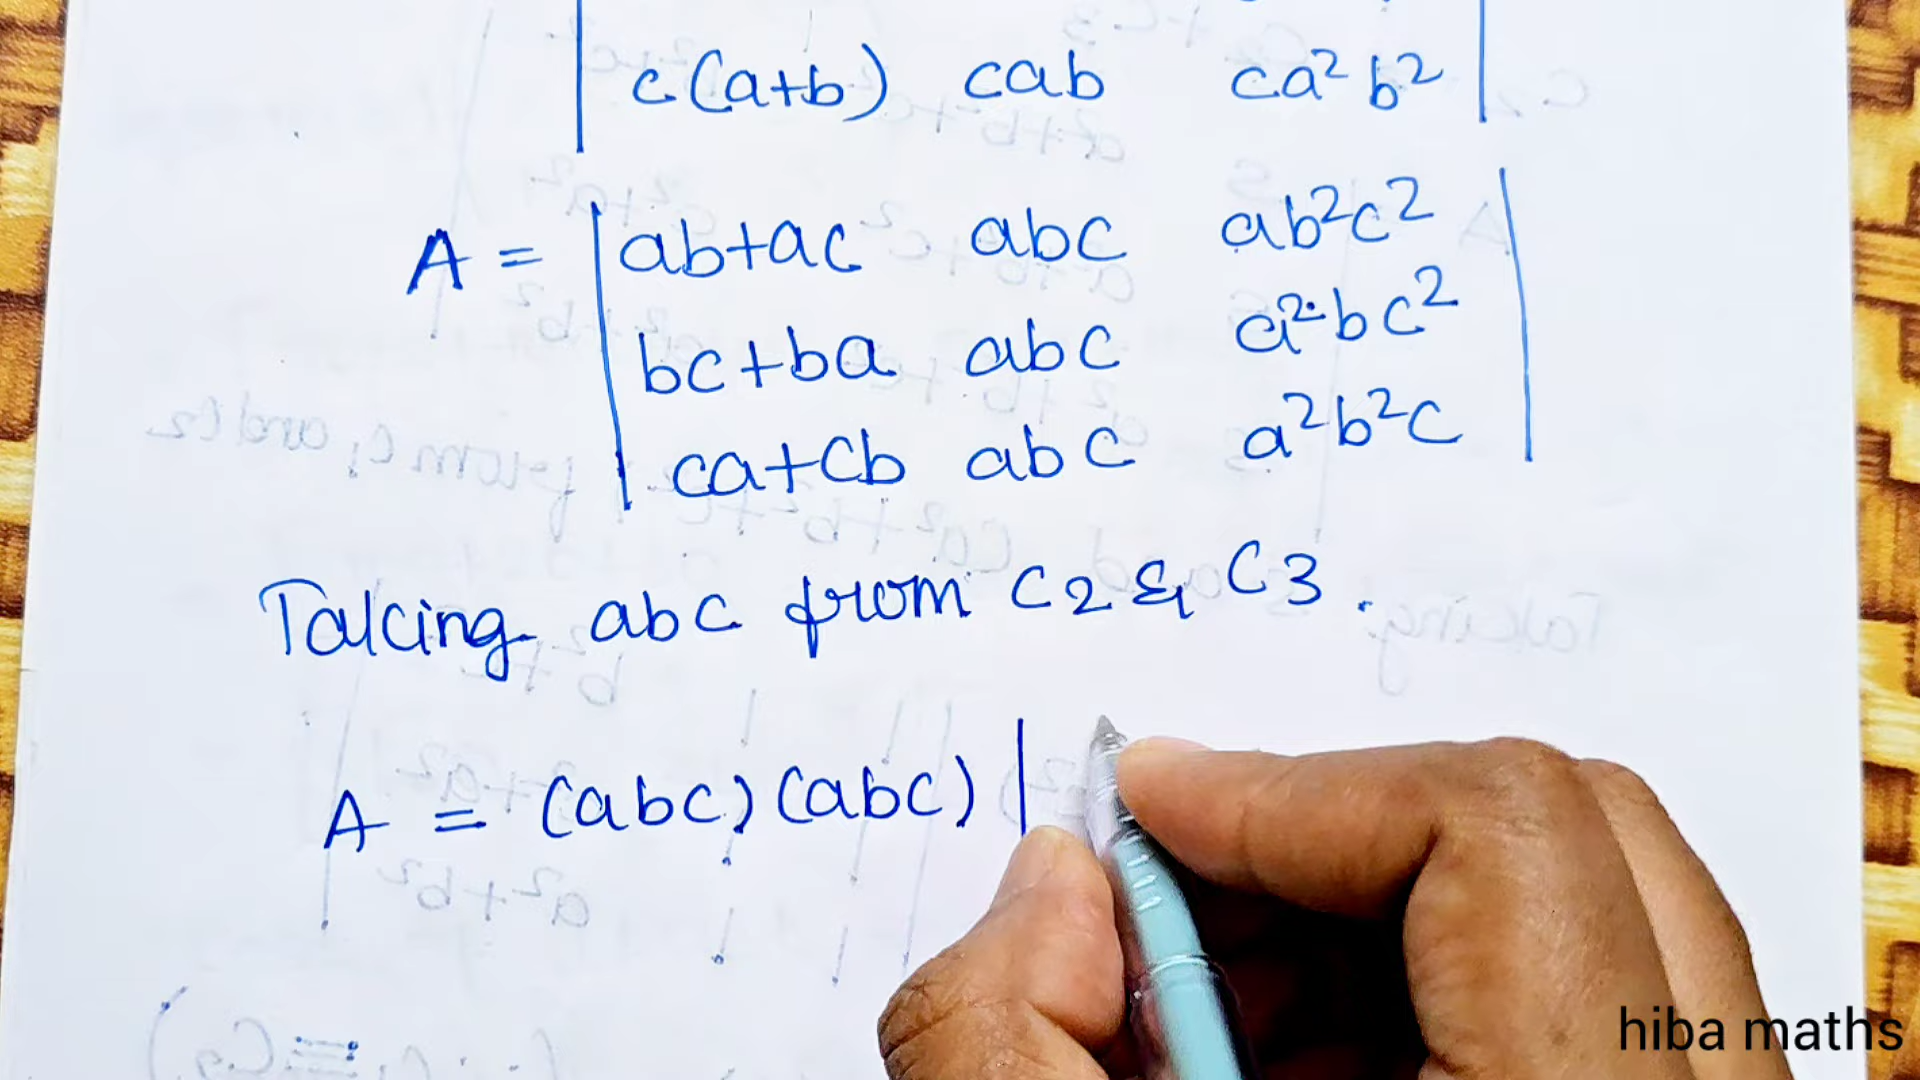 c(a+b) cab ca²b²
A = | ab+ac abc ab²c² |
| bc+ba abc a²bc² |
| ca+cb abc a²b²c |
Taking abc from C2 & C3.
A = (abc)(abc) |
hiba maths